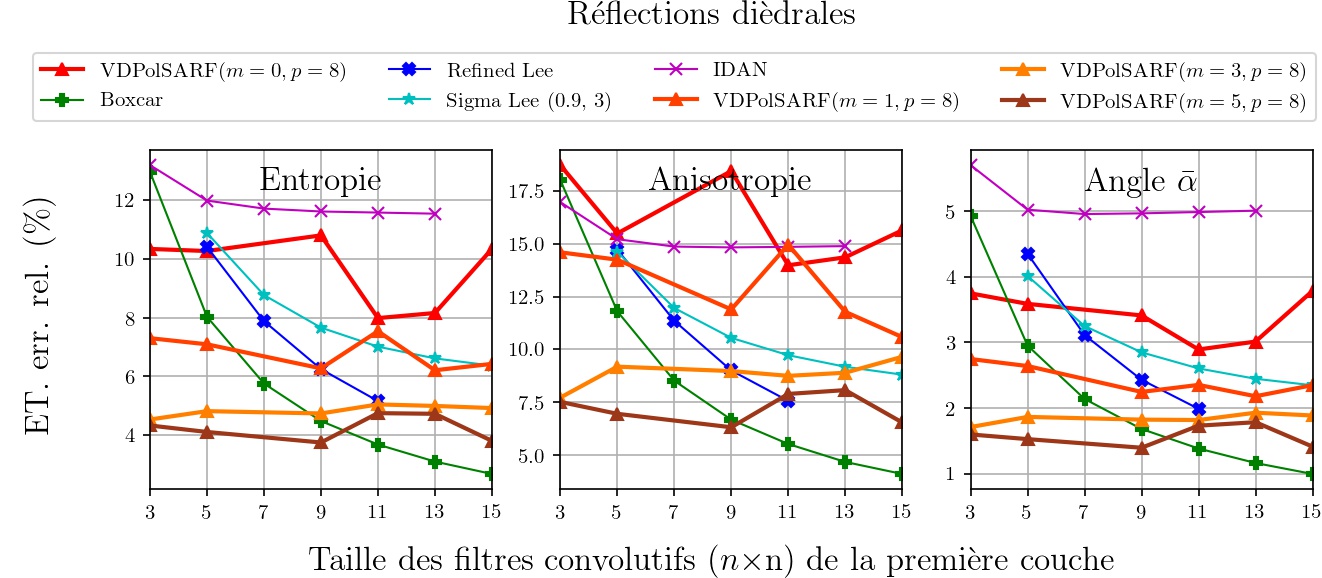 Réflections dièdrales
VDPolSARF(m = 0, p = 8) Refined Lee IDAN VDPolSARF(m = 3, p = 8)
Boxcar Sigma Lee (0.9, 3) VDPolSARF(m = 1, p = 8) VDPolSARF(m = 5, p = 8)
ET. err. rel. (%)
Entropie
12
10
8
6
4
3 5 7 9 11 13 15
Anisotropie
17.5
15.0
12.5
10.0
7.5
5.0
3 5 7 9 11 13 15
Angle ᾱ
5
4
3
2
1
3 5 7 9 11 13 15
Taille des filtres convolutifs (n×n) de la première couche